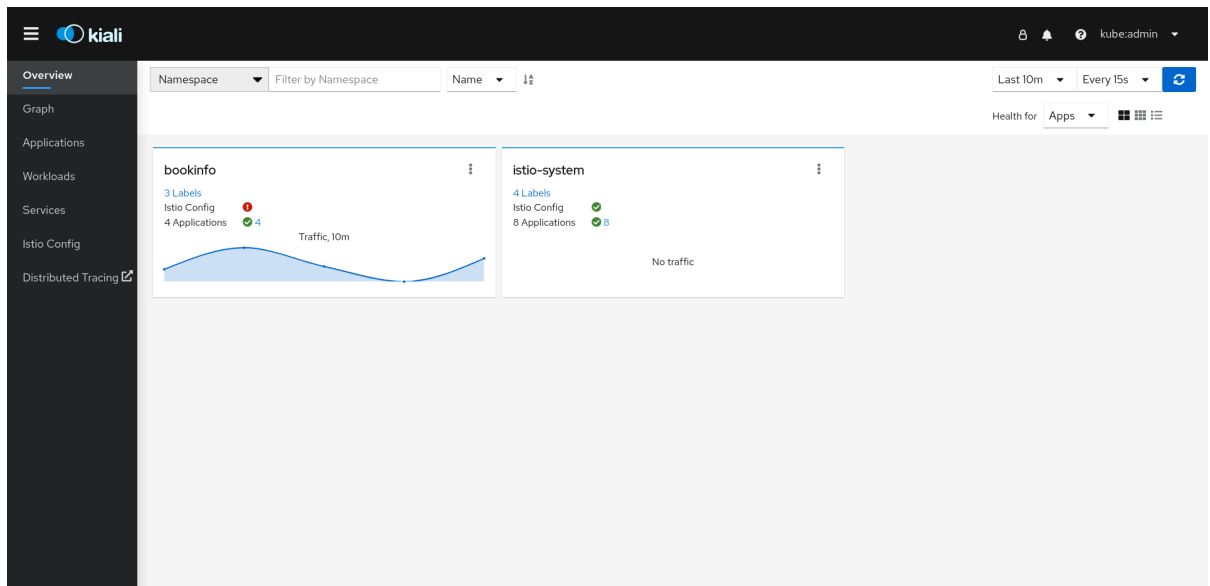 kiali
kube:admin
Overview
Graph
Applications
Workloads
Services
Istio Config
Distributed Tracing
Namespace Filter by Namespace Name Last 10m Every 15s
Health for Apps
bookinfo
3 Labels
Istio Config
4 Applications 4
Traffic, 10m
istio-system
4 Labels
Istio Config
8 Applications 8
No traffic